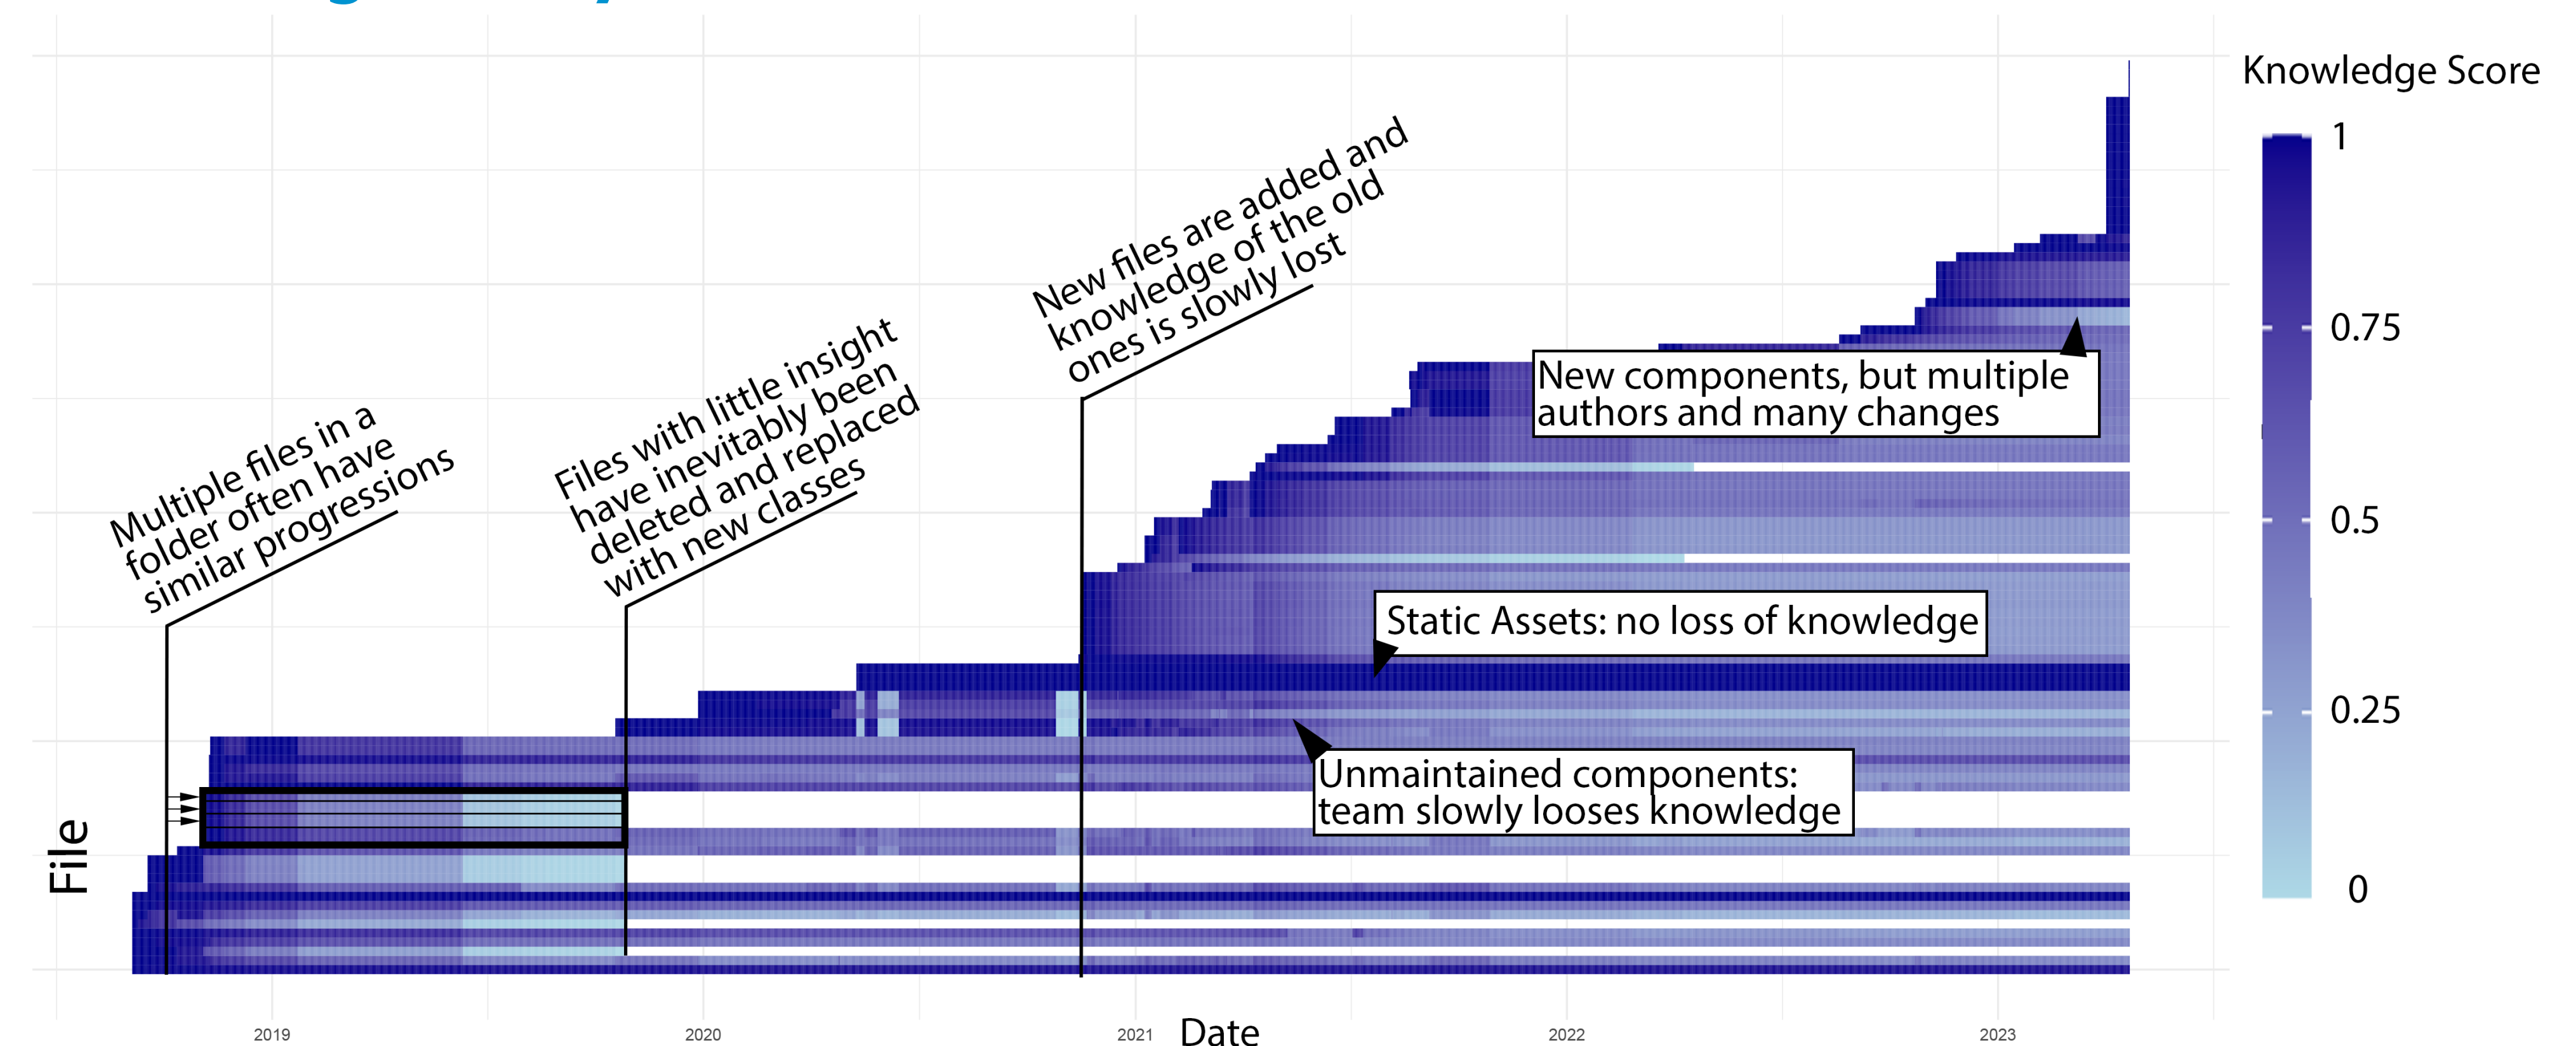 Knowledge Score
1
0.75
0.5
0.25
0
New files are added and
knowledge of the old
ones is slowly lost
Files with little insight
have inevitably been
deleted and replaced
with new classes
Multiple files in a
folder often have
similar progressions
New components, but multiple
authors and many changes
Static Assets: no loss of knowledge
Unmaintained components:
team slowly looses knowledge
File
2019
2020
2021
2022
2023
Date